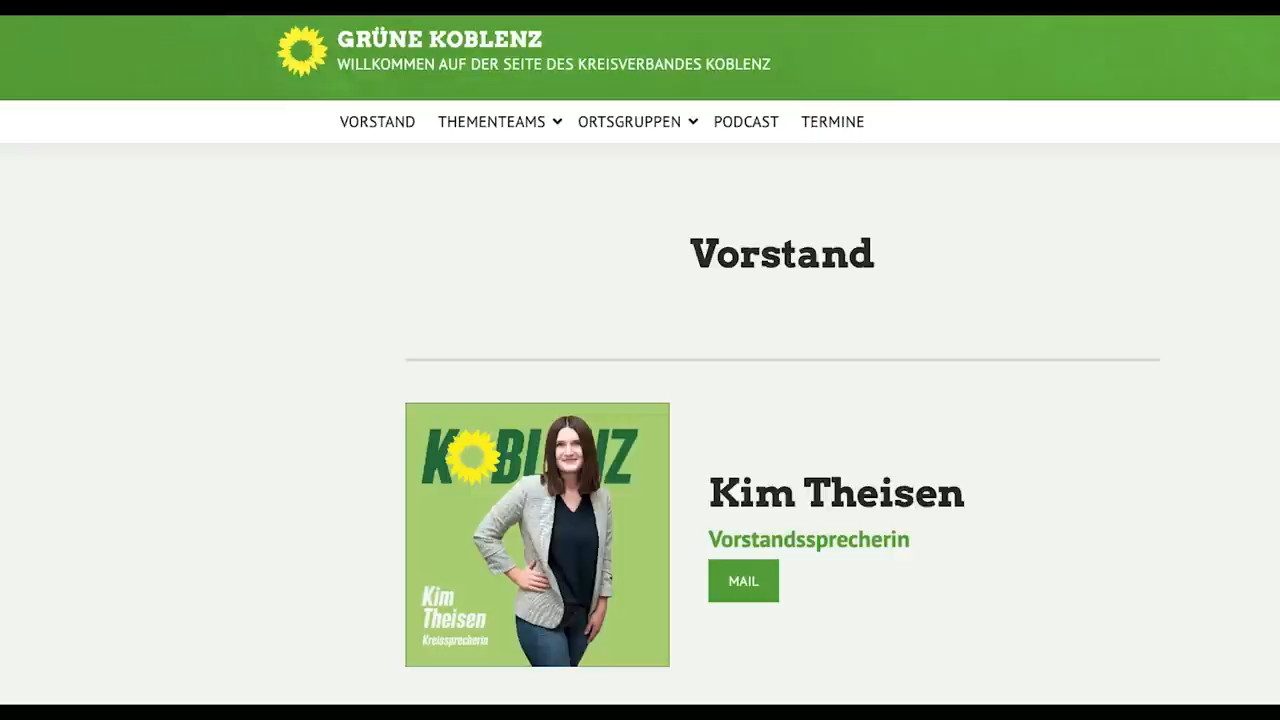 GRÜNE KOBLENZ
WILLKOMMEN AUF DER SEITE DES KREISVERBANDES KOBLENZ
VORSTAND THEMENTEAMS ORTSGRUPPEN PODCAST TERMINE
Vorstand
KOBLENZ
Kim
Theisen
Kreissprecherin
Kim Theisen
Vorstandssprecherin
MAIL